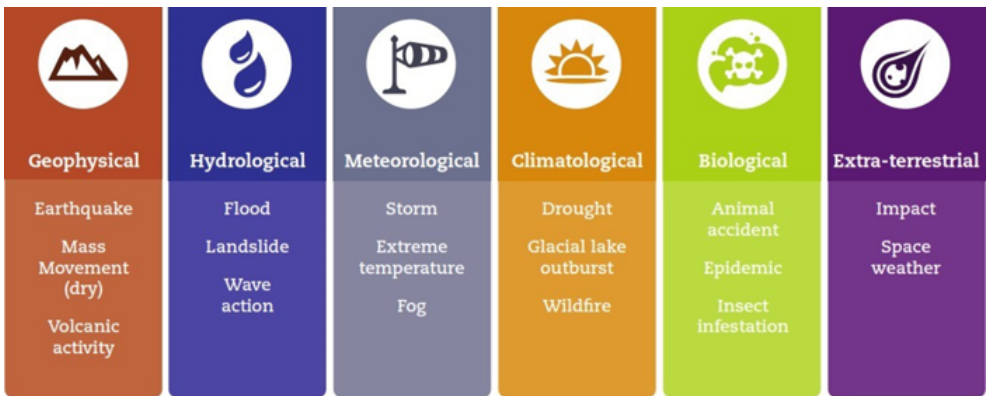 Geophysical
Earthquake
Mass
Movement
(dry)
Volcanic
activity
Hydrological
Flood
Landslide
Wave
action
Meteorological
Storm
Extreme
temperature
Fog
Climatological
Drought
Glacial lake
outburst
Wildfire
Biological
Animal
accident
Epidemic
Insect
infestation
Extra-terrestrial
Impact
Space
weather